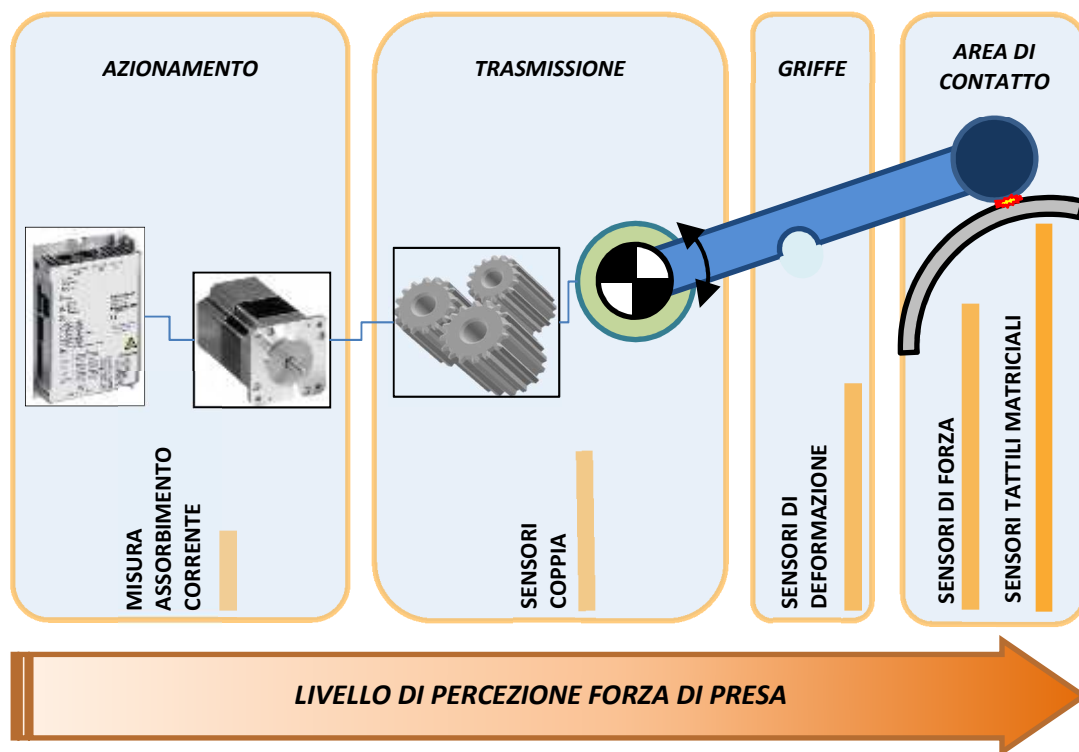 AZIONAMENTO
TRASMISSIONE
GRIFFE
AREA DI
CONTATTO
MISURA
ASSORBIMENTO
CORRENTE
SENSORI
COPPIA
SENSORI DI
DEFORMAZIONE
SENSORI DI FORZA
SENSORI TATTILI MATRICIALI
LIVELLO DI PERCEZIONE FORZA DI PRESA